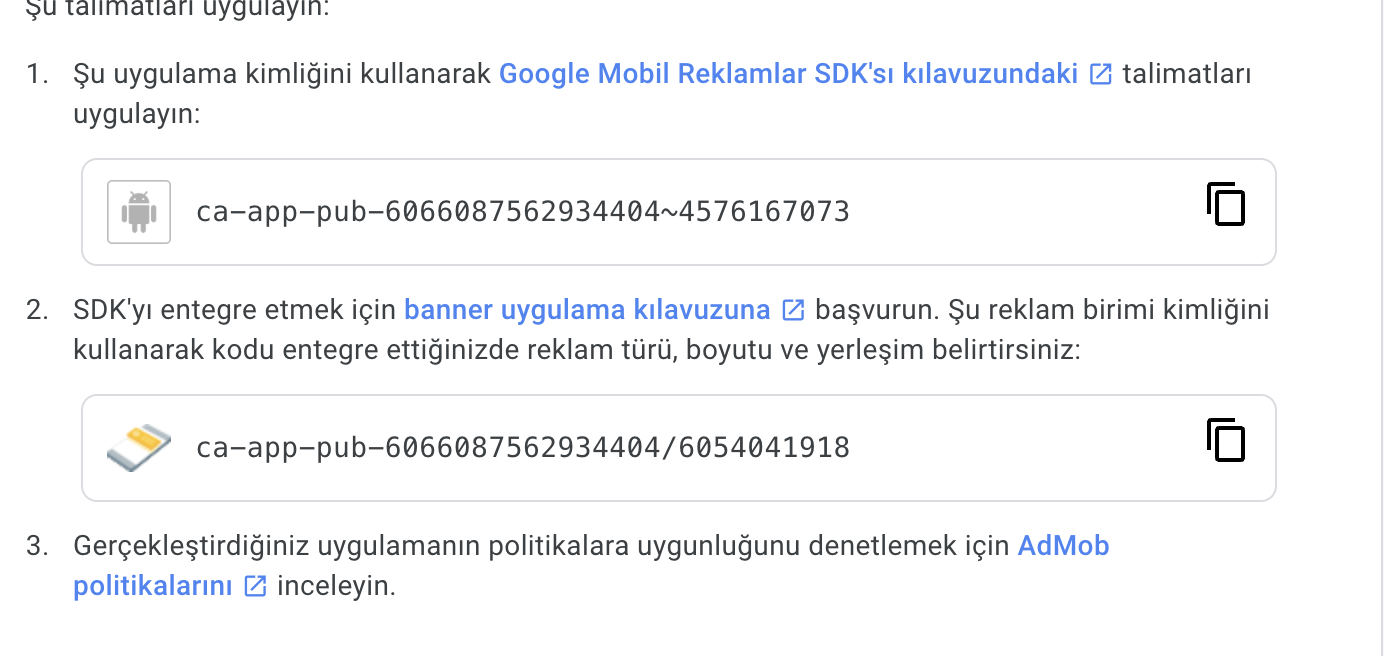 Şu talimatları uygulayın:
1. Şu uygulama kimliğini kullanarak Google Mobil Reklamlar SDK'sı kılavuzundaki talimatları
uygulayın:
ca-app-pub-6066087562934404~4576167073
2. SDK'yı entegre etmek için banner uygulama kılavuzuna başvurun. Şu reklam birimi kimliğini
kullanarak kodu entegre ettiğinizde reklam türü, boyutu ve yerleşim belirtirsiniz:
ca-app-pub-6066087562934404/6054041918
3. Gerçekleştirdiğiniz uygulamanın politikalara uygunluğunu denetlemek için AdMob
politikalarını inceleyin.